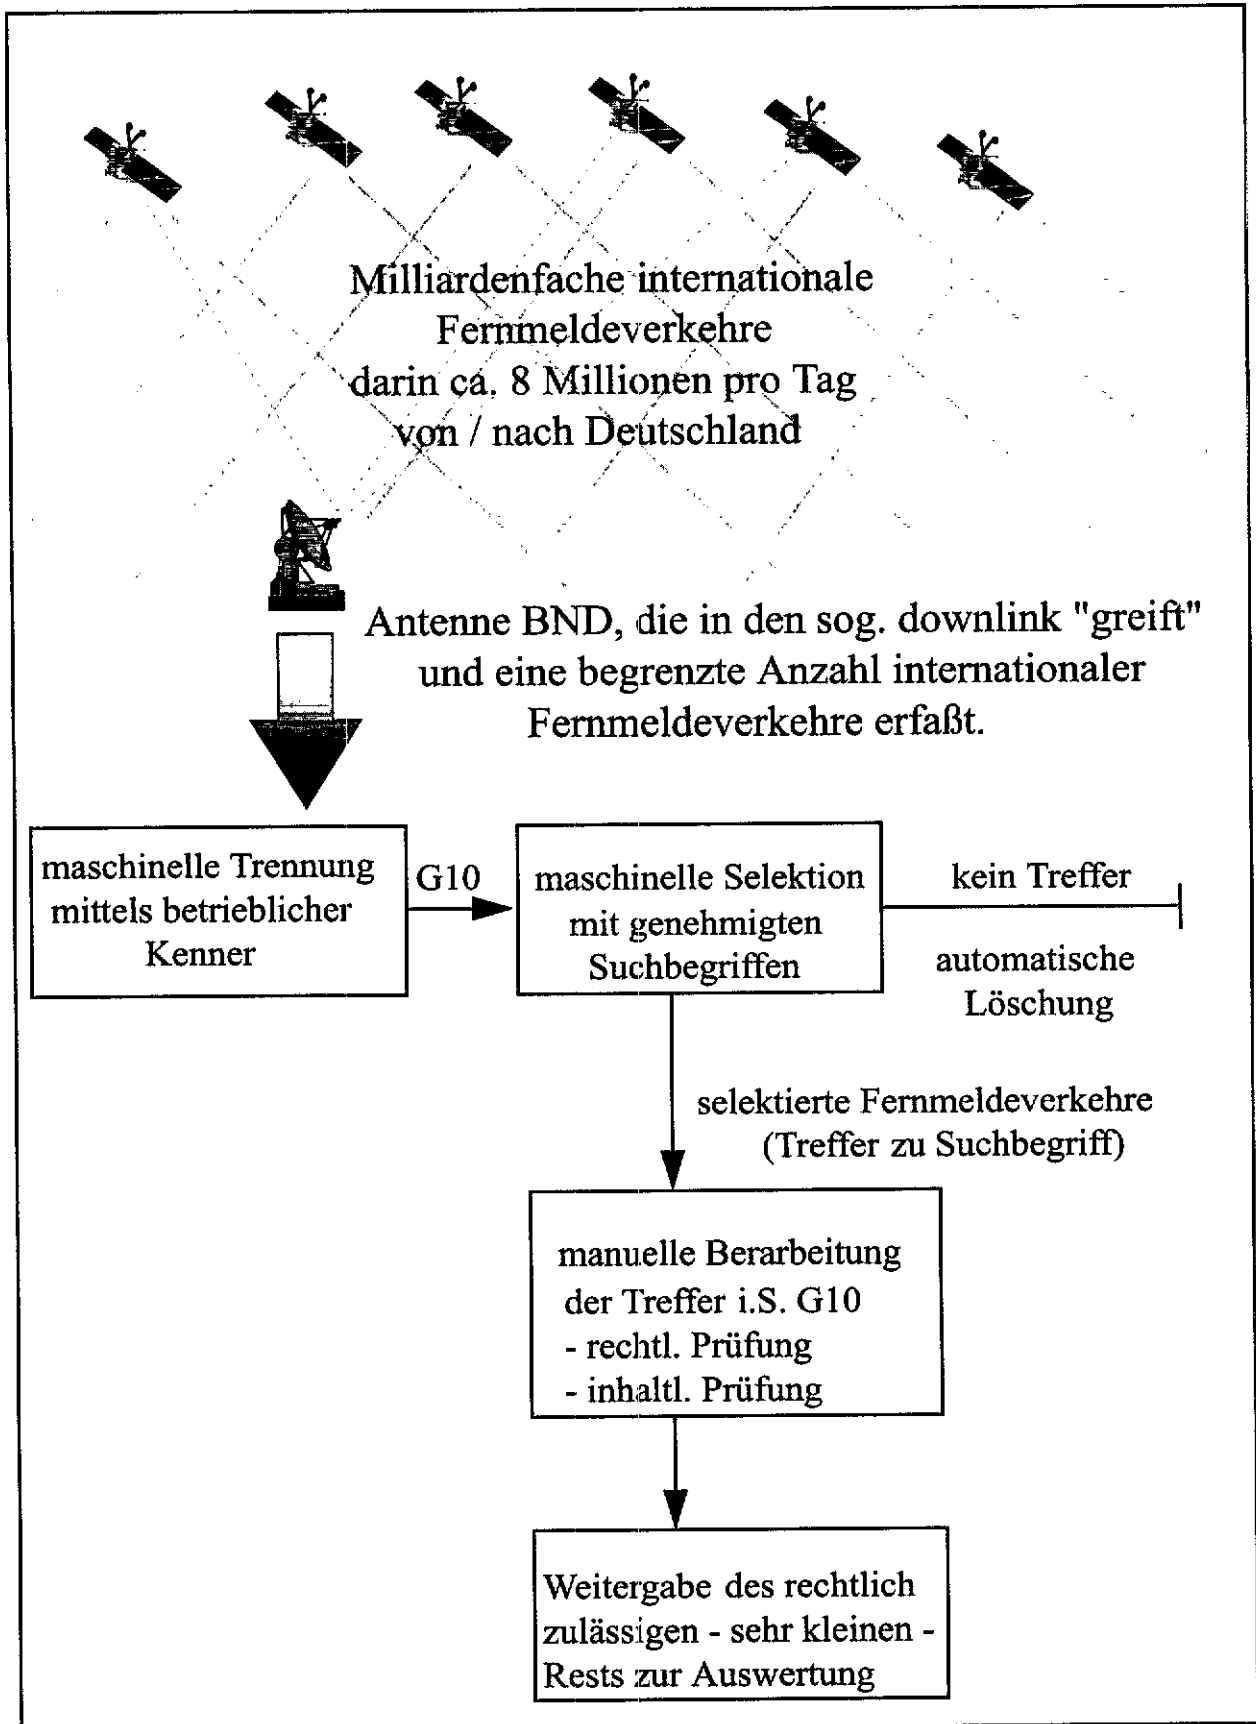 Milliardenfache internationale
Fernmeldeverkehre
darin ca. 8 Millionen pro Tag
von / nach Deutschland
Antenne BND, die in den sog. downlink "greift"
und eine begrenzte Anzahl internationaler
Fernmeldeverkehre erfaßt.
maschinelle Trennung
mittels betrieblicher
Kenner
G10
maschinelle Selektion
mit genehmigten
Suchbegriffen
kein Treffer
automatische
Löschung
selektierte Fernmeldeverkehre
(Treffer zu Suchbegriff)
manuelle Berarbeitung
der Treffer i.S. G10
- rechtl. Prüfung
- inhaltl. Prüfung
Weitergabe des rechtlich
zulässigen - sehr kleinen -
Rests zur Auswertung